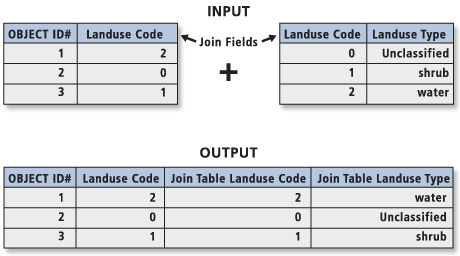 INPUT
OBJECT ID# Landuse Code
1 2
2 0
3 1
Join Fields
+
Landuse Code Landuse Type
0 Unclassified
1 shrub
2 water
OUTPUT
OBJECT ID# Landuse Code Join Table Landuse Code Join Table Landuse Type
1 2 2 water
2 0 0 Unclassified
3 1 1 shrub